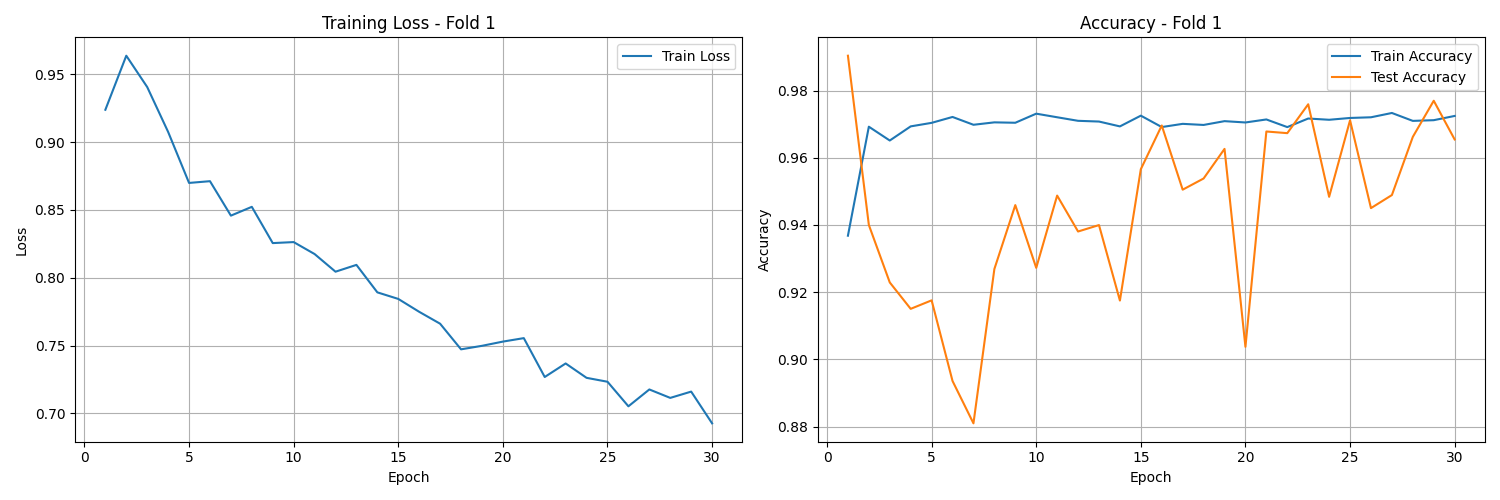 Training Loss - Fold 1
Train Loss
0.95
0.90
0.85
0.80
0.75
0.70
Loss
0 5 10 15 20 25 30
Epoch
Accuracy - Fold 1
Train Accuracy
Test Accuracy
0.98
0.96
0.94
0.92
0.90
0.88
Accuracy
0 5 10 15 20 25 30
Epoch